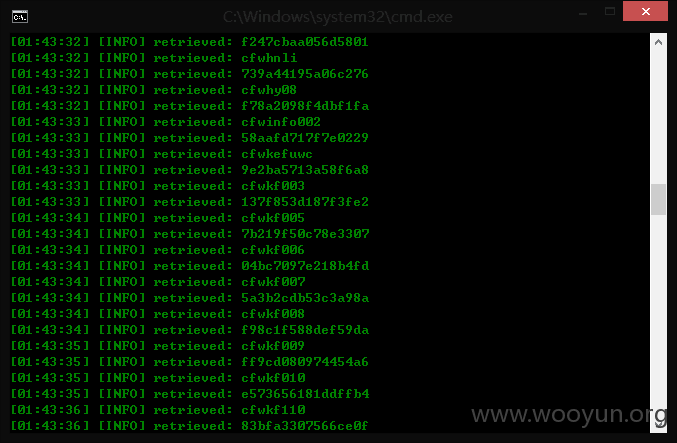 C:\Windows\system32\cmd.exe
[01:43:32] [INFO] retrieved: f247cbaa056d5801
[01:43:32] [INFO] retrieved: cfwhnli
[01:43:32] [INFO] retrieved: 739a44195a06c276
[01:43:32] [INFO] retrieved: cfwhy08
[01:43:32] [INFO] retrieved: f78a2098f4dbf1fa
[01:43:33] [INFO] retrieved: cfwinfo002
[01:43:33] [INFO] retrieved: 58aafd717f7e0229
[01:43:33] [INFO] retrieved: cfwkefuwc
[01:43:33] [INFO] retrieved: 9e2ba5713a58f6a8
[01:43:33] [INFO] retrieved: cfwkf003
[01:43:33] [INFO] retrieved: 137f853d187f3fe2
[01:43:34] [INFO] retrieved: cfwkf005
[01:43:34] [INFO] retrieved: 7b219f50c78e3307
[01:43:34] [INFO] retrieved: cfwkf006
[01:43:34] [INFO] retrieved: 04bc7097e218b4fd
[01:43:34] [INFO] retrieved: cfwkf007
[01:43:34] [INFO] retrieved: 5a3b2cdb53c3a98a
[01:43:34] [INFO] retrieved: cfwkf008
[01:43:34] [INFO] retrieved: f98c1f588def59da
[01:43:35] [INFO] retrieved: cfwkf009
[01:43:35] [INFO] retrieved: ff9cd080974454a6
[01:43:35] [INFO] retrieved: cfwkf010
[01:43:35] [INFO] retrieved: e573656181ddffb4
[01:43:36] [INFO] retrieved: cfwkf110
[01:43:36] [INFO] retrieved: 83bfa3307566ce0f
www.wooyun.org